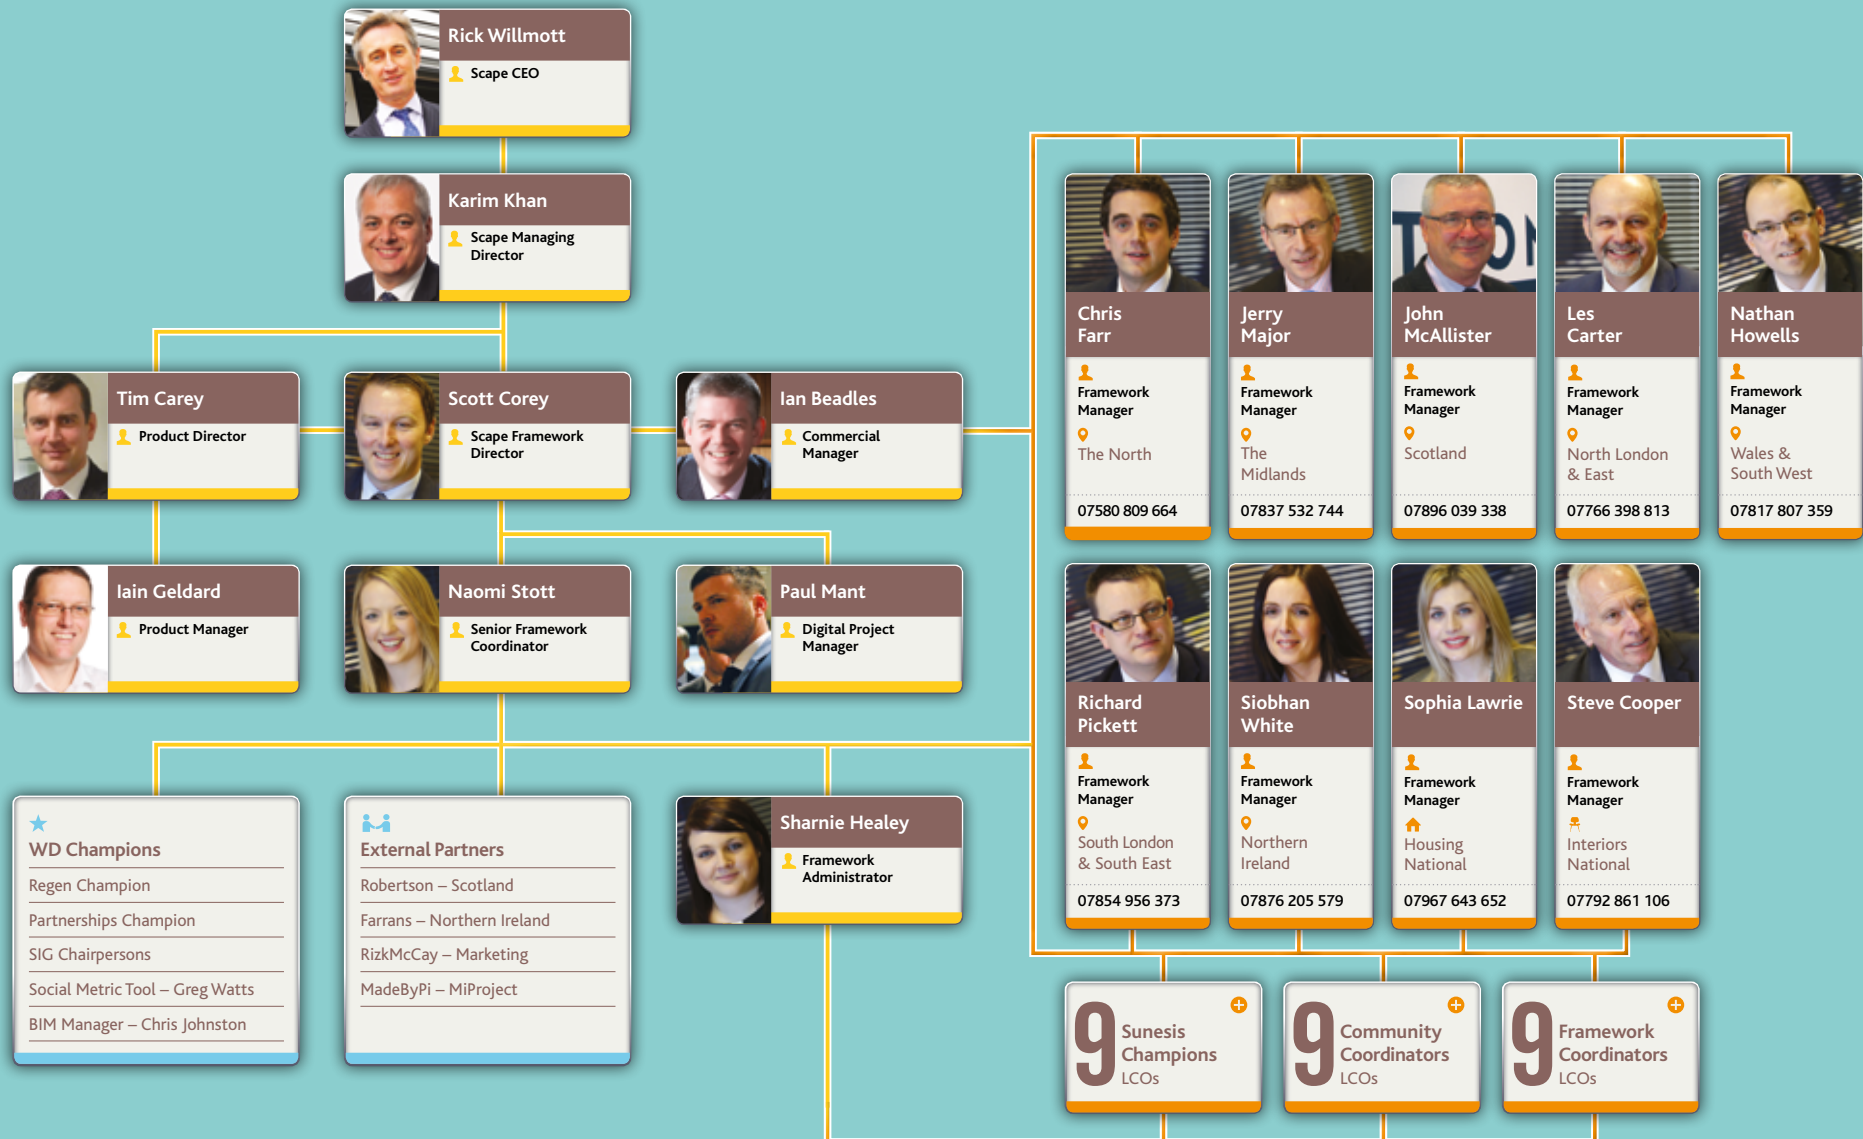 Rick Willmott
Scape CEO
Karim Khan
Scape Managing
Director
Tim Carey
Product Director
Scott Corey
Scape Framework
Director
Ian Beadles
Commercial
Manager
Iain Geldard
Product Manager
Naomi Stott
Senior Framework
Coordinator
Paul Mant
Digital Project
Manager
WD Champions
Regen Champion
Partnerships Champion
SIG Chairpersons
Social Metric Tool – Greg Watts
BIM Manager – Chris Johnston
External Partners
Robertson – Scotland
Farrans – Northern Ireland
RizkMcCay – Marketing
MadeByPi – MiProject
Sharnie Healey
Framework
Administrator
Chris
Farr
Framework
Manager
The North
07580 809 664
Jerry
Major
Framework
Manager
The
Midlands
07837 532 744
John
McAllister
Framework
Manager
Scotland
07896 039 338
Les
Carter
Framework
Manager
North London
& East
07766 398 813
Nathan
Howells
Framework
Manager
Wales &
South West
07817 807 359
Richard
Pickett
Framework
Manager
South London
& South East
07854 956 373
Siobhan
White
Framework
Manager
Northern
Ireland
07876 205 579
Sophia Lawrie
Framework
Manager
Housing
National
07967 643 652
Steve Cooper
Framework
Manager
Interiors
National
07792 861 106
9
Sunesis
Champions
LCOs
9
Community
Coordinators
LCOs
9
Framework
Coordinators
LCOs